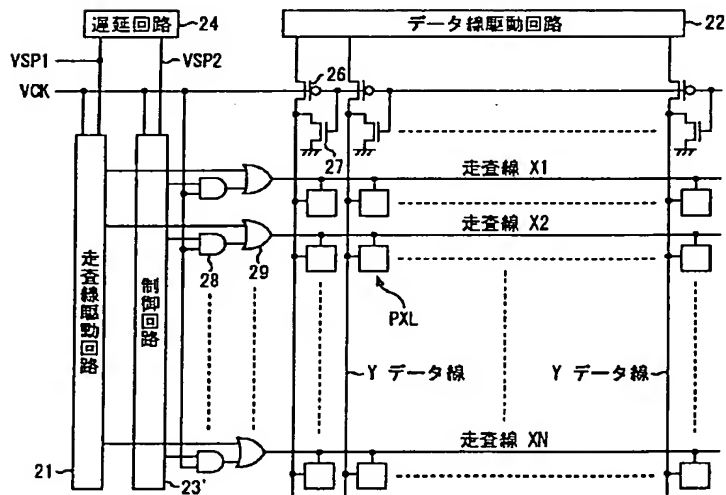 遅延回路
24
データ線駆動回路
22
VSP1
VSP2
VCK
26
27
走査線 X1
走査線 X2
28
29
PXL
走査線駆動回路
制御回路
Y データ線
Y データ線
走査線 XN
21
23'